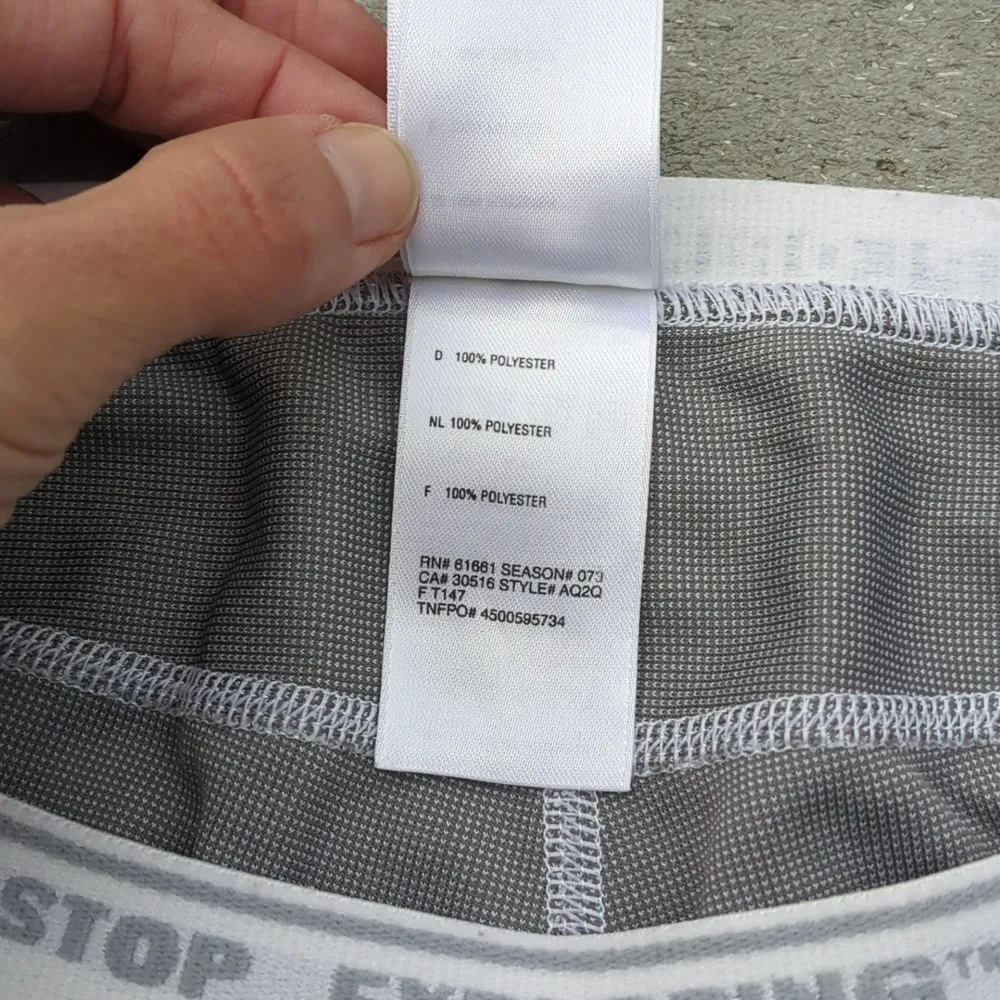 D 100% POLYESTER
NL 100% POLYESTER
F 100% POLYESTER
RN# 61661 SEASON# 073
CA# 30516 STYLE# AQ2Q
F T147
TNFPO# 4500595734
STOP